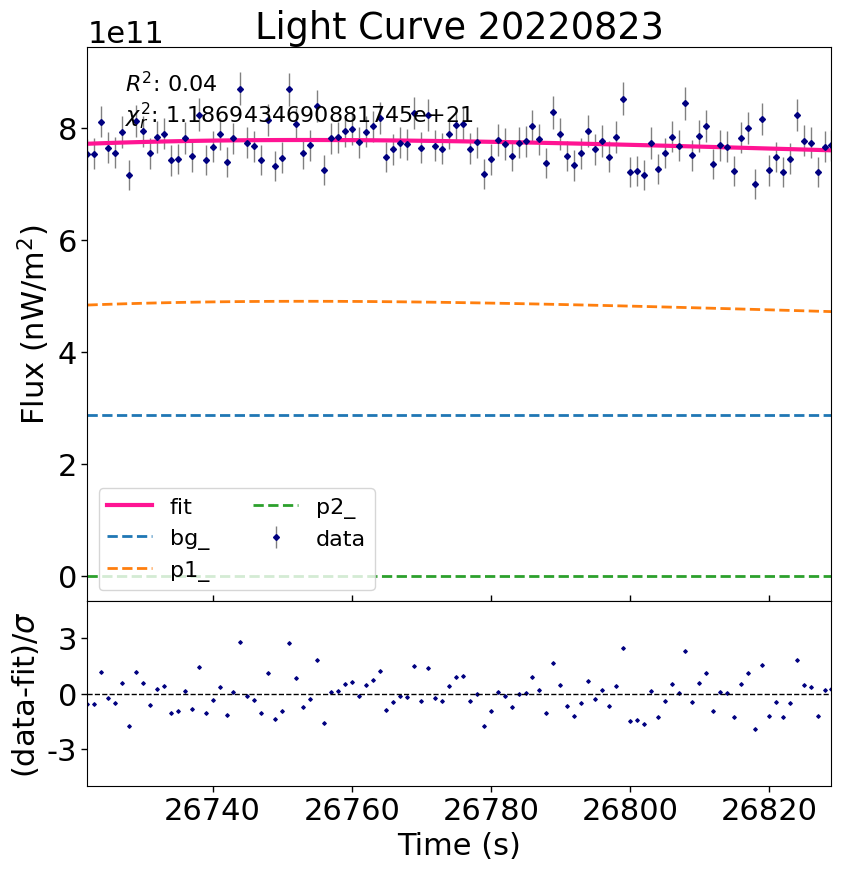 Light Curve 20220823
1e11
R²: 0.04
χ²ᵣ: 1.1869434690881745e+21
8
6
4
2
0
Flux (nW/m²)
fit
bg_
p1_
p2_
data
3
0
-3
(data-fit)/σ
26740 26760 26780 26800 26820
Time (s)